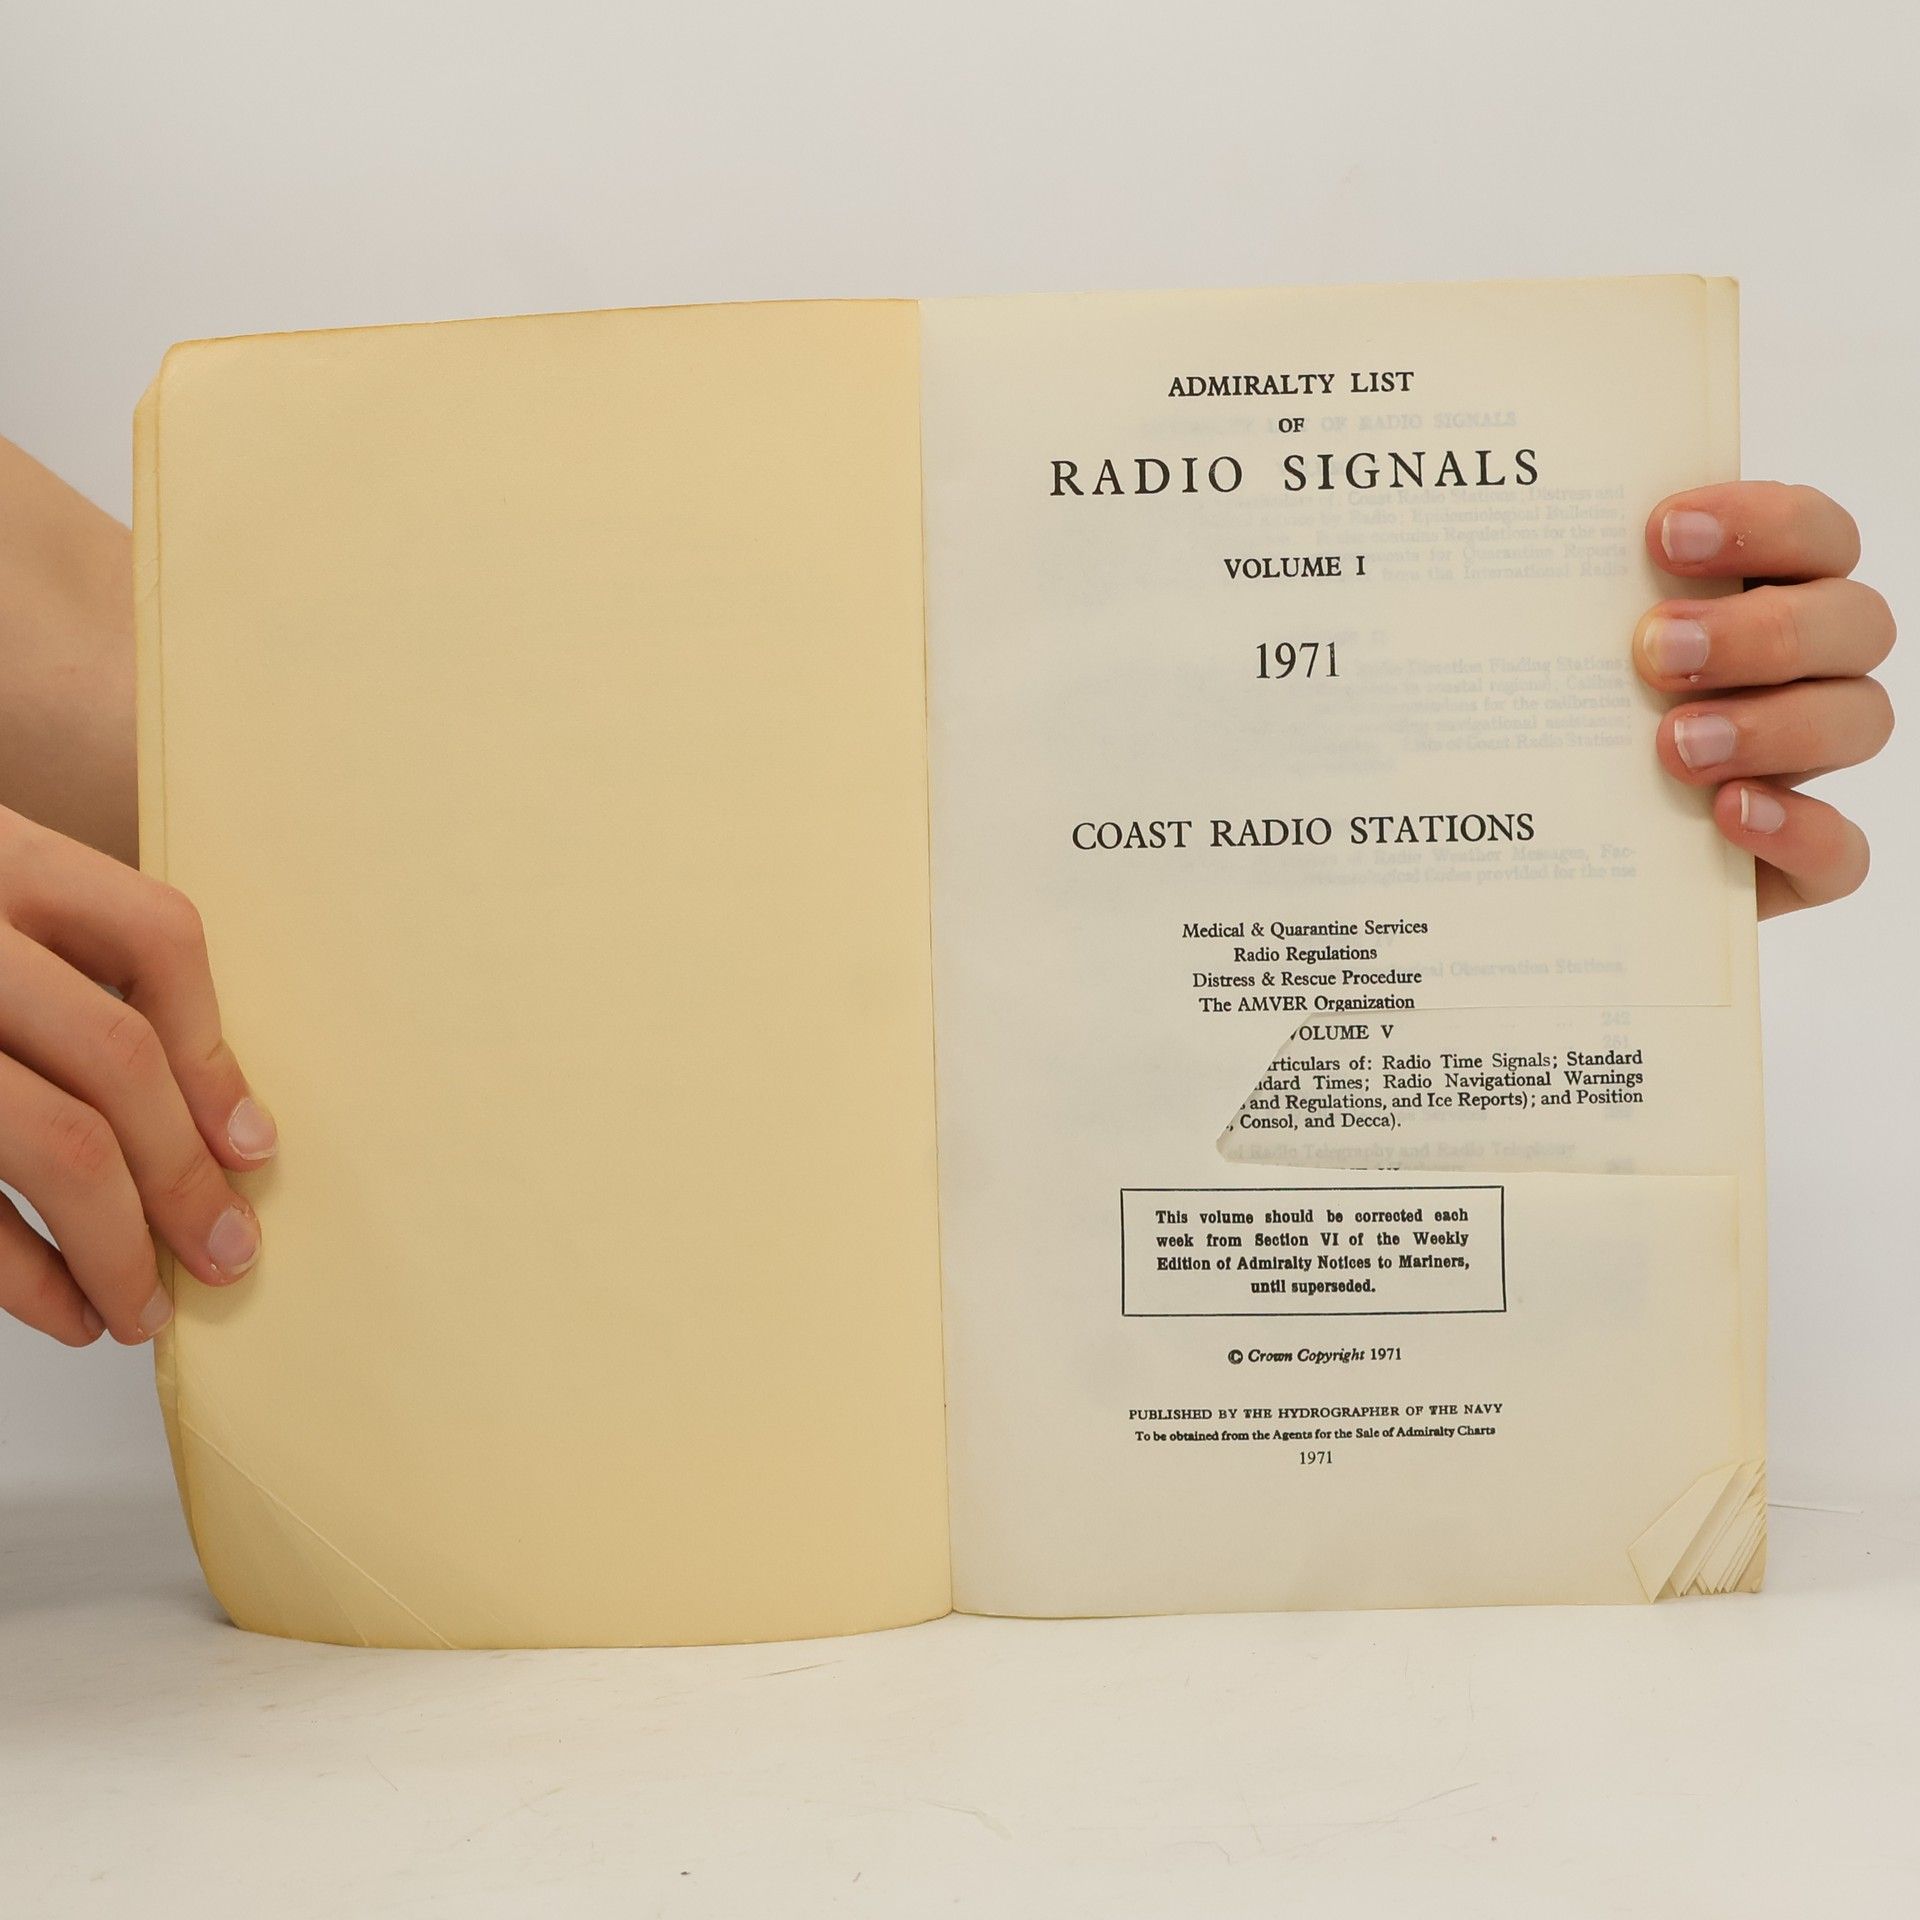 ADMIRALTY LIST
OF
RADIO SIGNALS
VOLUME I
1971
COAST RADIO STATIONS
Medical & Quarantine Services
Radio Regulations
Distress & Rescue Procedure
The AMVER Organization
OLUME V
rticulars of: Radio Time Signals; Standard
dard Times; Radio Navigational Warnings
and Regulations, and Ice Reports); and Position
, Consol, and Decca).
This volume should be corrected each
week from Section VI of the Weekly
Edition of Admiralty Notices to Mariners,
until superseded.
© Crown Copyright 1971
PUBLISHED BY THE HYDROGRAPHER OF THE NAVY
To be obtained from the Agents for the Sale of Admiralty Charts
1971